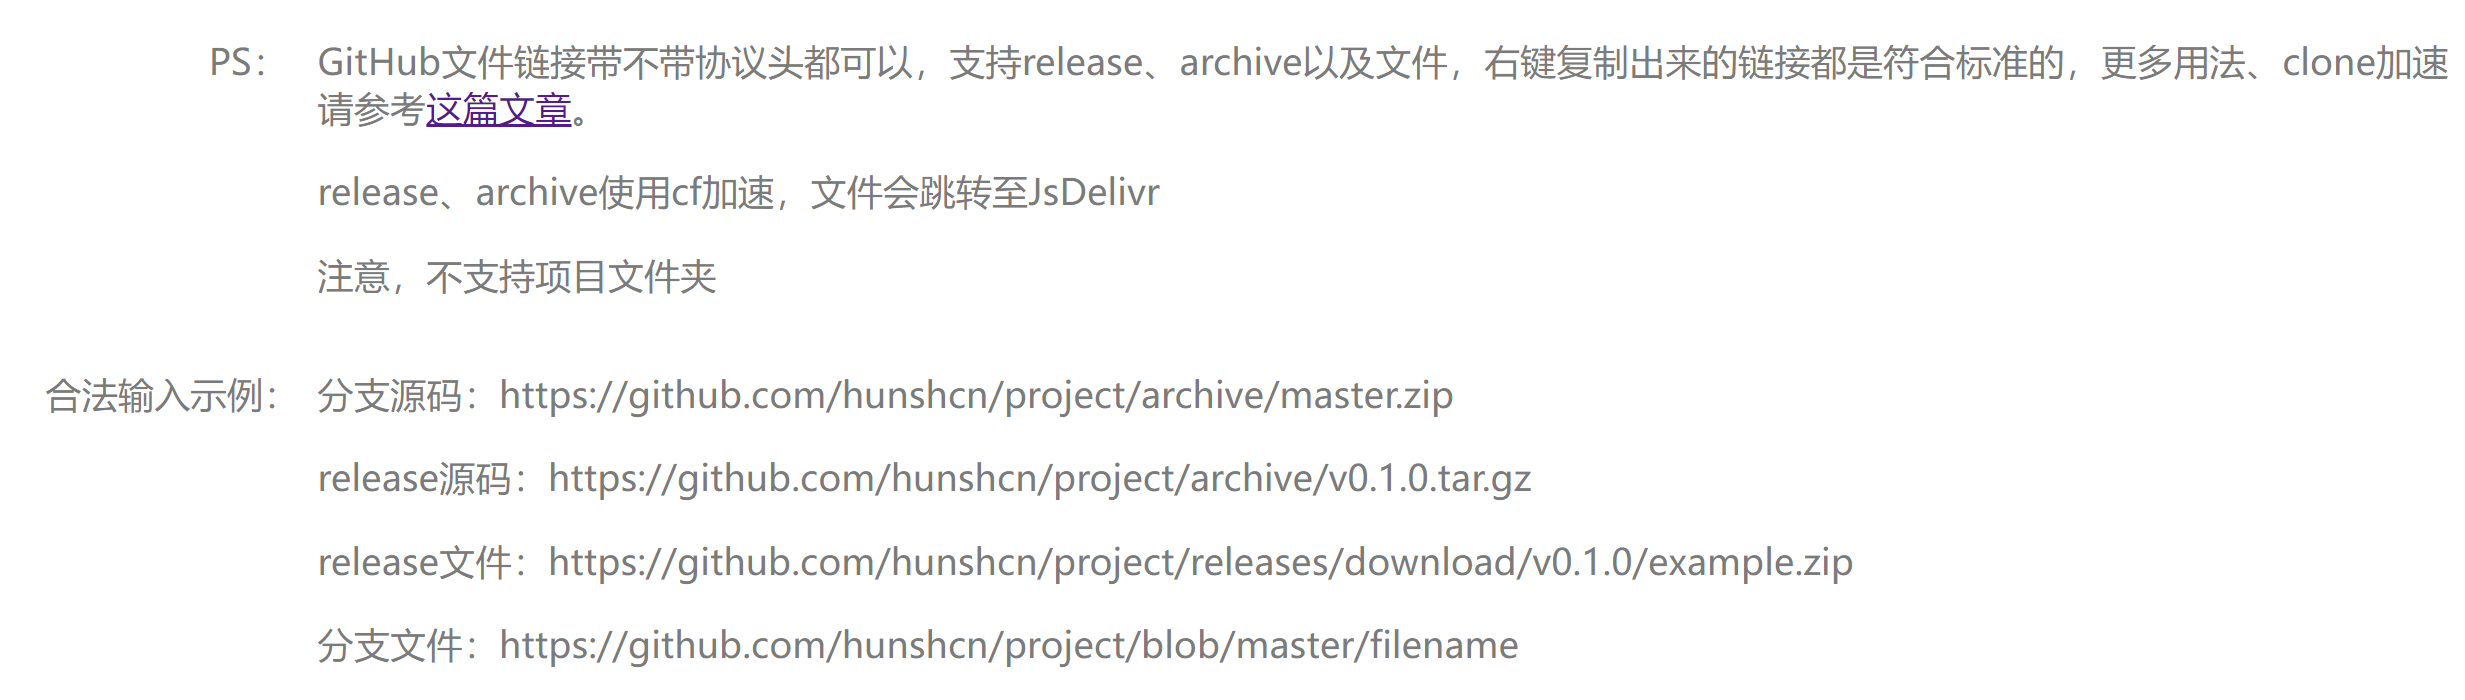 PS： GitHub文件链接带不带协议头都可以，支持release、archive以及文件，右键复制出来的链接都是符合标准的，更多用法、clone加速
请参考这篇文章。
release、archive使用cf加速，文件会跳转至JsDelivr
注意，不支持项目文件夹
合法输入示例： 分支源码：https://github.com/hunshcn/project/archive/master.zip
release源码：https://github.com/hunshcn/project/archive/v0.1.0.tar.gz
release文件：https://github.com/hunshcn/project/releases/download/v0.1.0/example.zip
分支文件：https://github.com/hunshcn/project/blob/master/filename